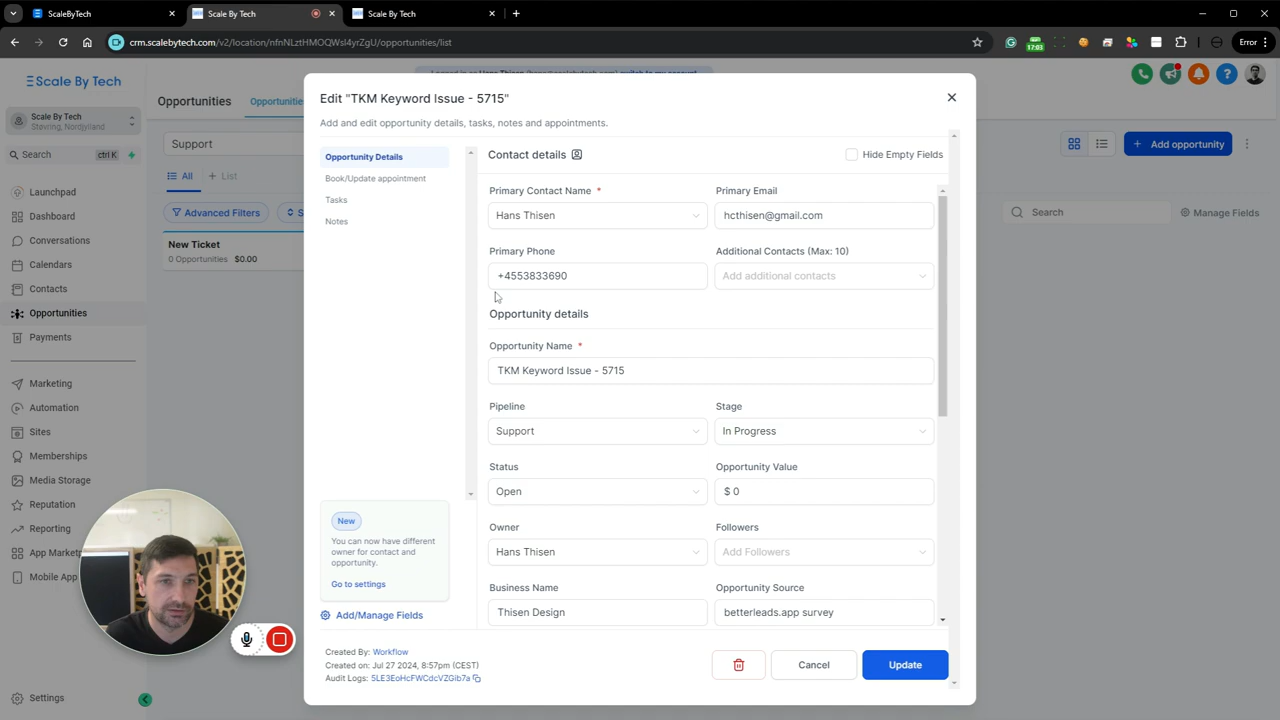 ScaleByTech
Scale By Tech
Scale By Tech
crm.scalebytech.com/v2/location/nfnNLztHMOQWsl4yrZgU/opportunities/list
17:03
Error
Scale By Tech
Scale By Tech
Støvring, Nordjylland
Search
ctrl K
Launchpad
Dashboard
Conversations
Calendars
Contacts
Opportunities
Payments
Marketing
Automation
Sites
Memberships
Media Storage
Reputation
Reporting
App Marketp
Mobile App
Settings
Opportunities
Opportunitie
Support
All
+ List
Advanced Filters
S
New Ticket
0 Opportunities $0.00
+ Add opportunity
Search
Manage Fields
Edit "TKM Keyword Issue - 5715"
Add and edit opportunity details, tasks, notes and appointments.
Opportunity Details
Book/Update appointment
Tasks
Notes
New
You can now have different
owner for contact and
opportunity.
Go to settings
Add/Manage Fields
Contact details
Hide Empty Fields
Primary Contact Name *
Primary Email
Hans Thisen
hcthisen@gmail.com
Primary Phone
Additional Contacts (Max: 10)
+4553833690
Add additional contacts
Opportunity details
Opportunity Name *
TKM Keyword Issue - 5715
Pipeline
Stage
Support
In Progress
Status
Opportunity Value
Open
$ 0
Owner
Followers
Hans Thisen
Add Followers
Business Name
Opportunity Source
Thisen Design
betterleads.app survey
Created By: Workflow
Created on: Jul 27 2024, 8:57pm (CEST)
Audit Logs: 5LE3EoHcFWCdcVZGib7a
Cancel
Update